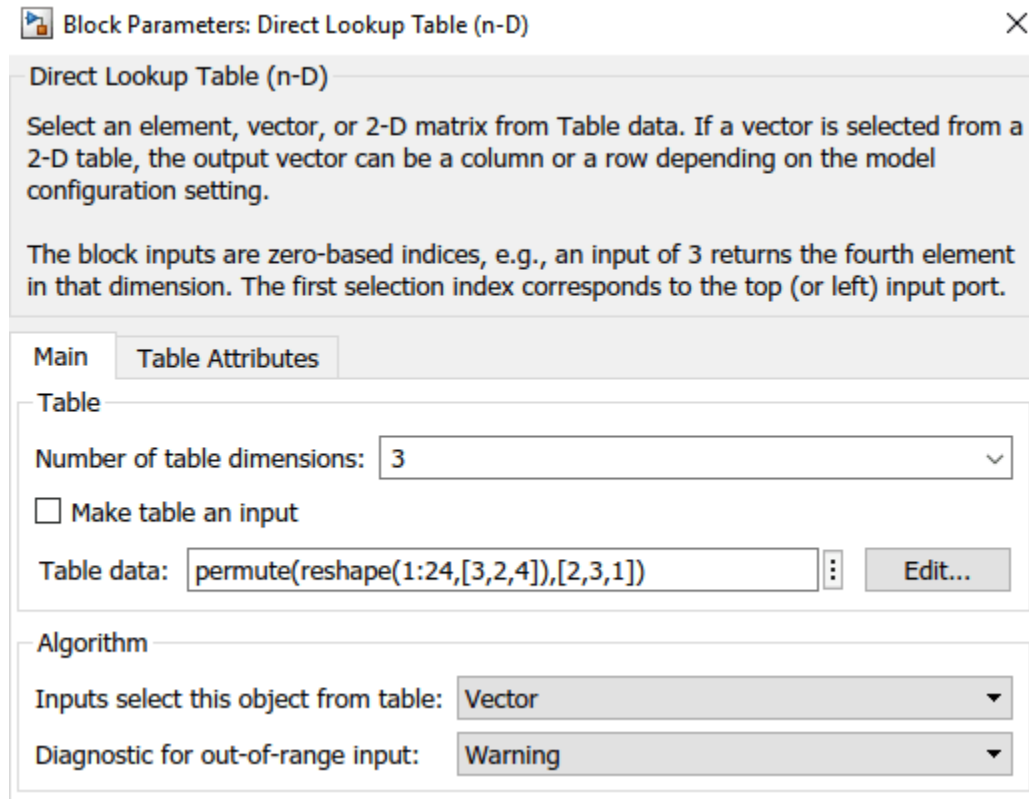 Block Parameters: Direct Lookup Table (n-D)
Direct Lookup Table (n-D)
Select an element, vector, or 2-D matrix from Table data. If a vector is selected from a
2-D table, the output vector can be a column or a row depending on the model
configuration setting.
The block inputs are zero-based indices, e.g., an input of 3 returns the fourth element
in that dimension. The first selection index corresponds to the top (or left) input port.
Main Table Attributes
Table
Number of table dimensions: 3
Make table an input
Table data: permute(reshape(1:24,[3,2,4]),[2,3,1]) Edit...
Algorithm
Inputs select this object from table: Vector
Diagnostic for out-of-range input: Warning